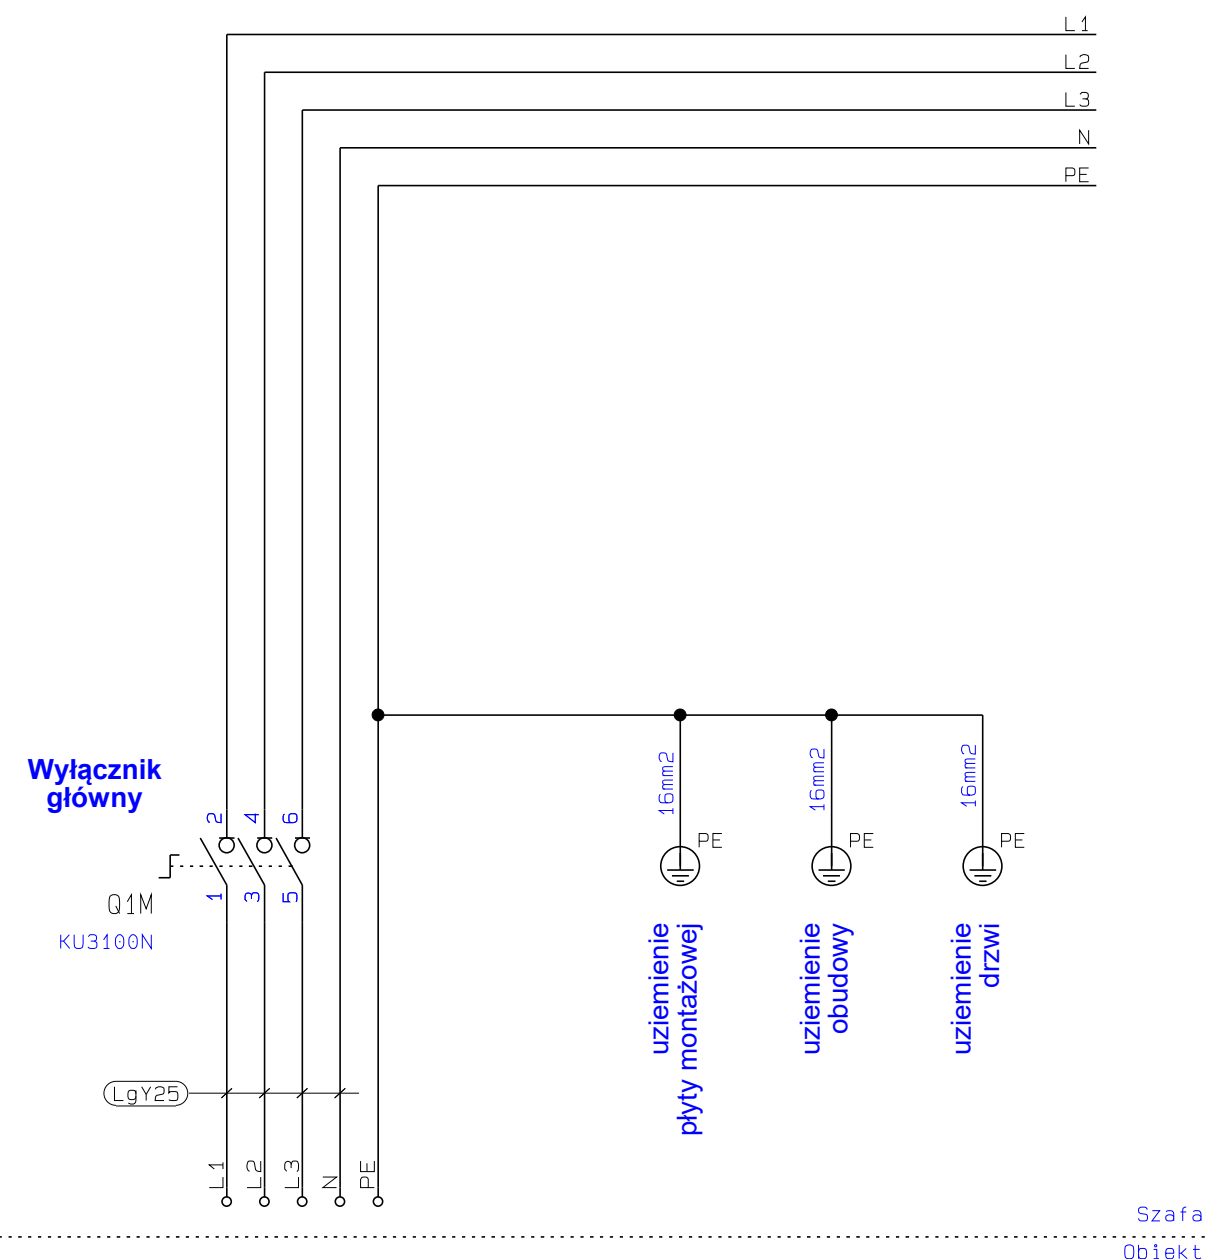 L1
L2
L3
N
PE
Wyłącznik
główny
2
4
6
1
3
5
Q1M
KU3100N
16mm2
16mm2
16mm2
PE
PE
PE
uziemienie
płyty montażowej
uziemienie
obudowy
uziemienie
drzwi
LgY25
L1
L2
L3
N
PE
Szafa
Obiekt